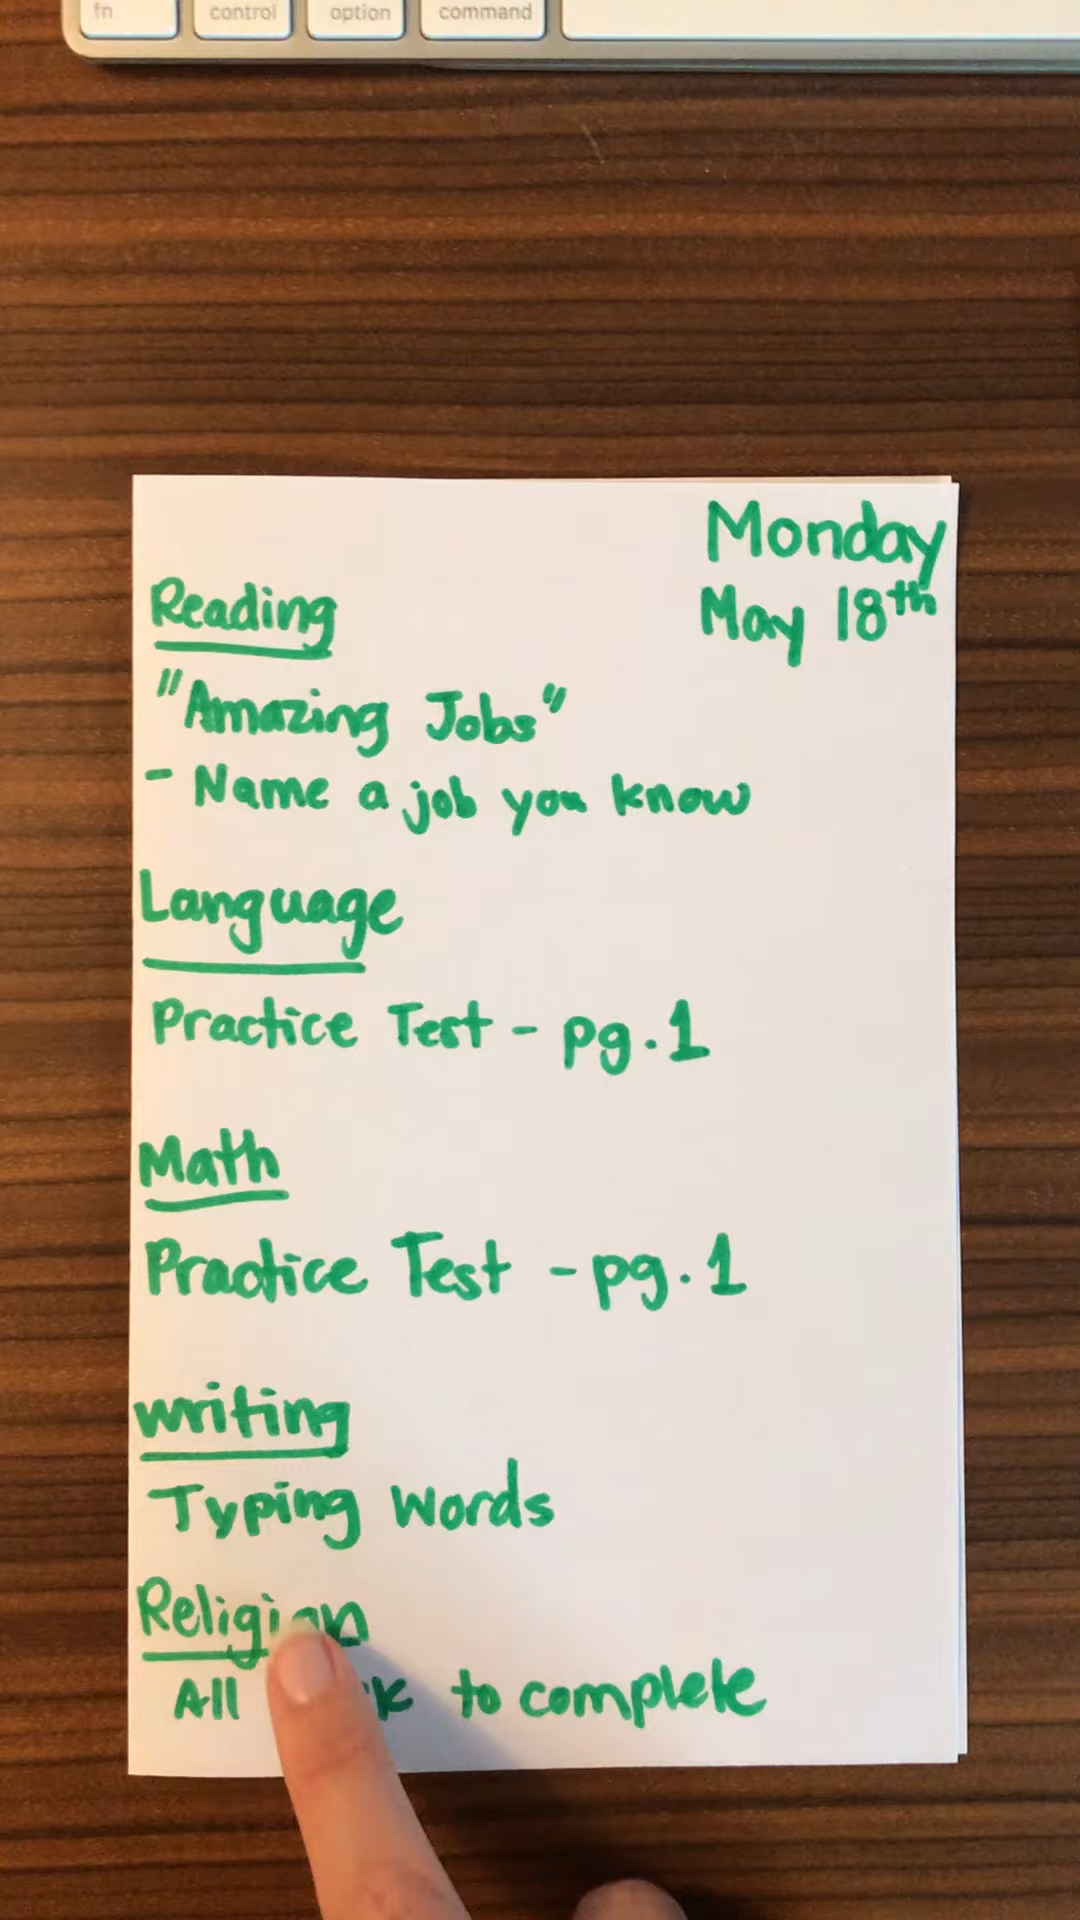 fn control option command
Monday
May 18th
Reading
"Amazing Jobs"
- Name a job you know
Language
Practice Test - pg. 1
Math
Practice Test - pg. 1
writing
Typing words
Religion
All to complete